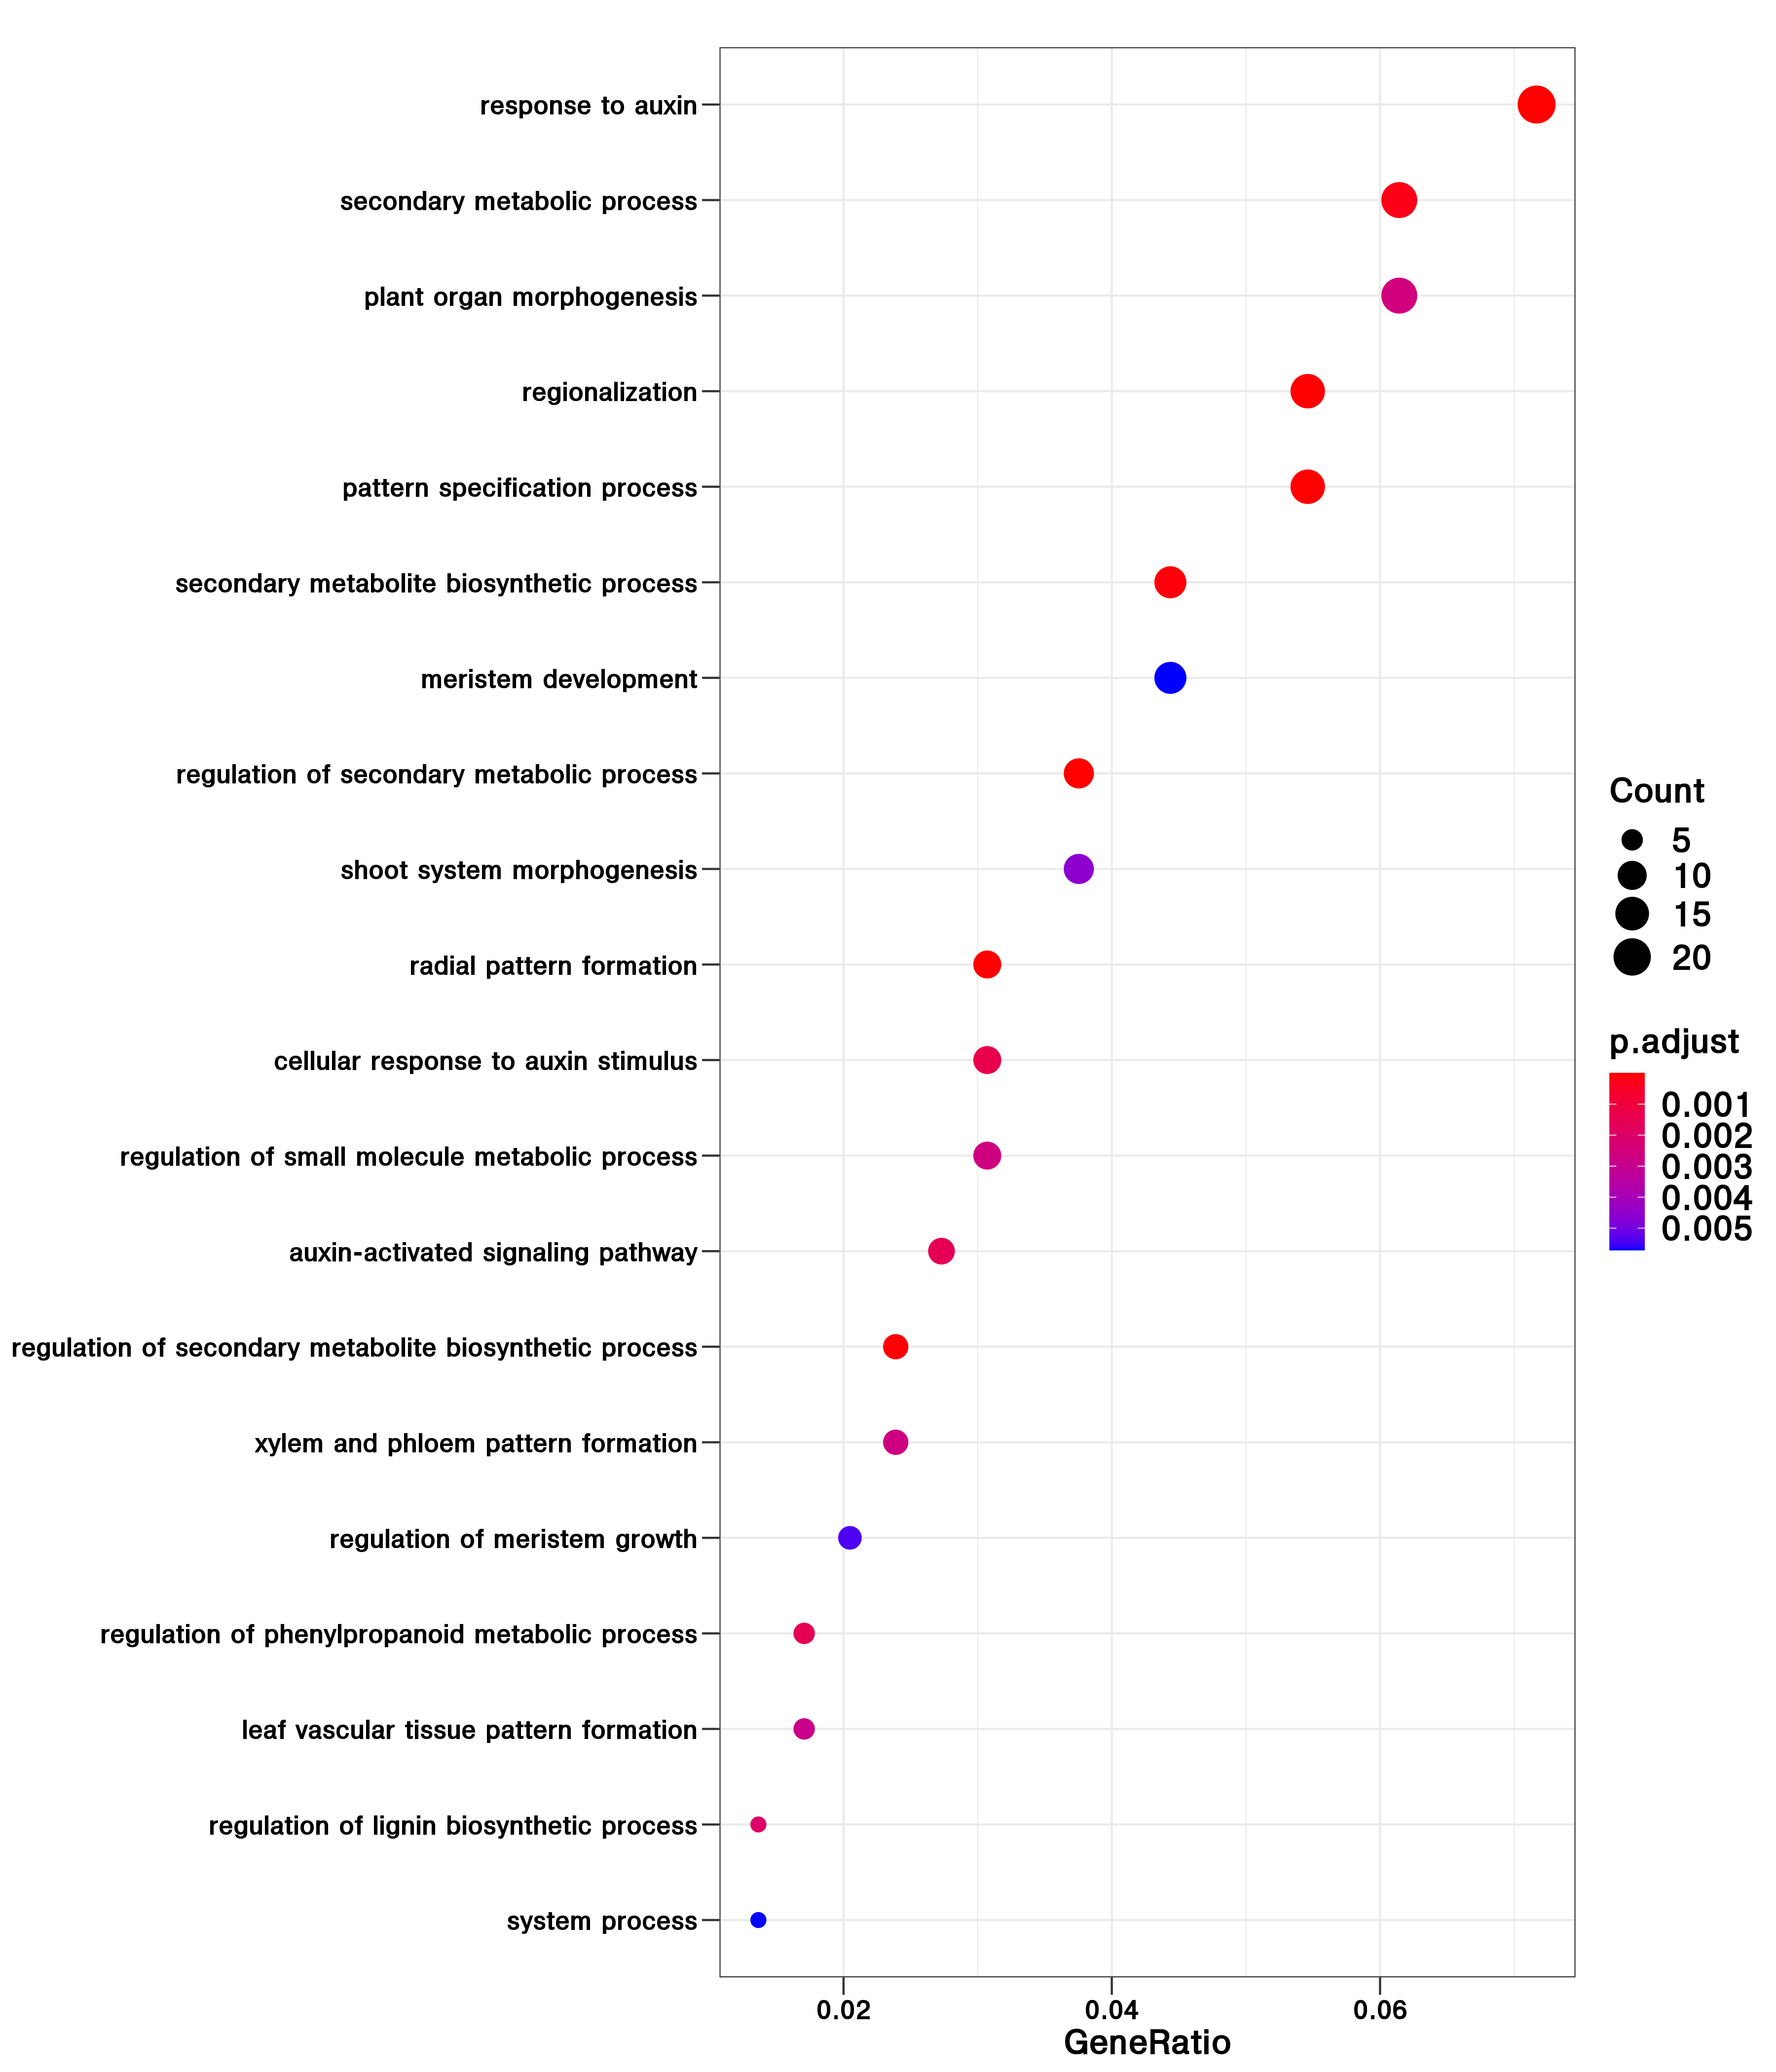 response to auxin
secondary metabolic process
plant organ morphogenesis
regionalization
pattern specification process
secondary metabolite biosynthetic process
meristem development
regulation of secondary metabolic process
shoot system morphogenesis
radial pattern formation
cellular response to auxin stimulus
regulation of small molecule metabolic process
auxin-activated signaling pathway
regulation of secondary metabolite biosynthetic process
xylem and phloem pattern formation
regulation of meristem growth
regulation of phenylpropanoid metabolic process
leaf vascular tissue pattern formation
regulation of lignin biosynthetic process
system process
0.02 0.04 0.06
GeneRatio
Count
5
10
15
20
p.adjust
0.001
0.002
0.003
0.004
0.005